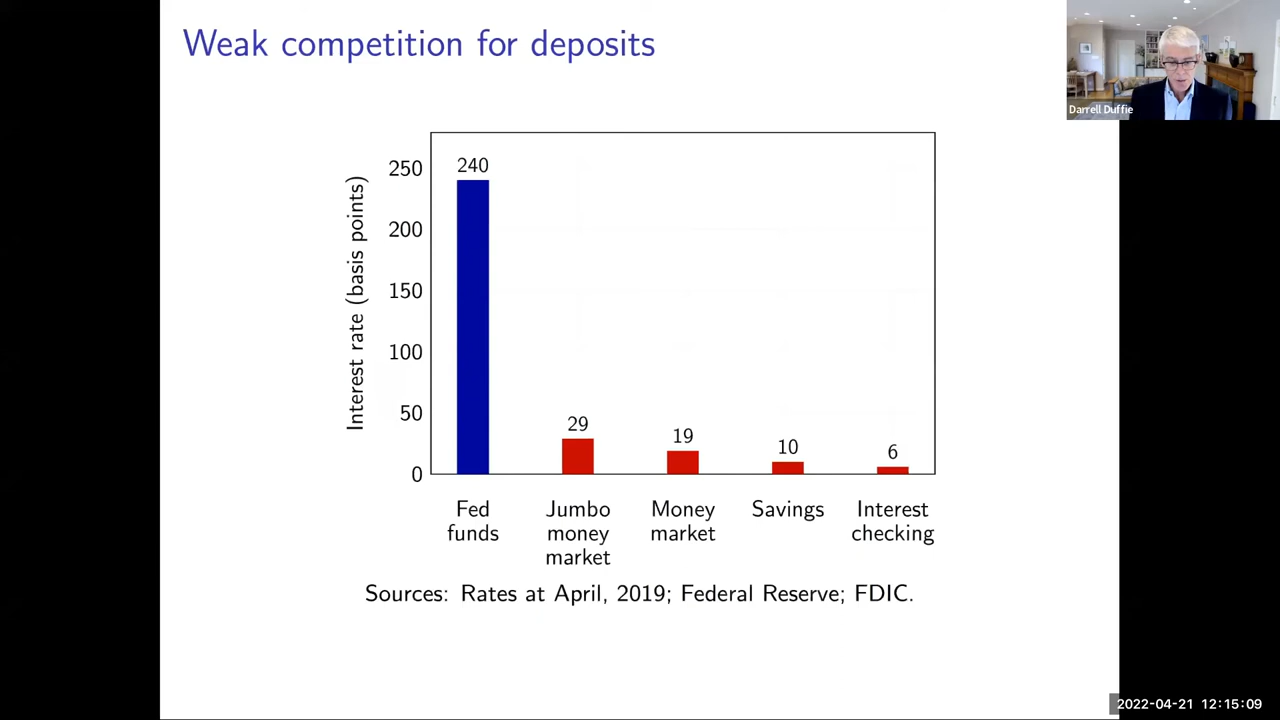 Weak competition for deposits
Darrell Duffie
Interest rate (basis points)
250
200
150
100
50
0
240
29
19
10
6
Fed
funds
Jumbo
money
market
Money
market
Savings
Interest
checking
Sources: Rates at April, 2019; Federal Reserve; FDIC.
2022-04-21 12:15:09